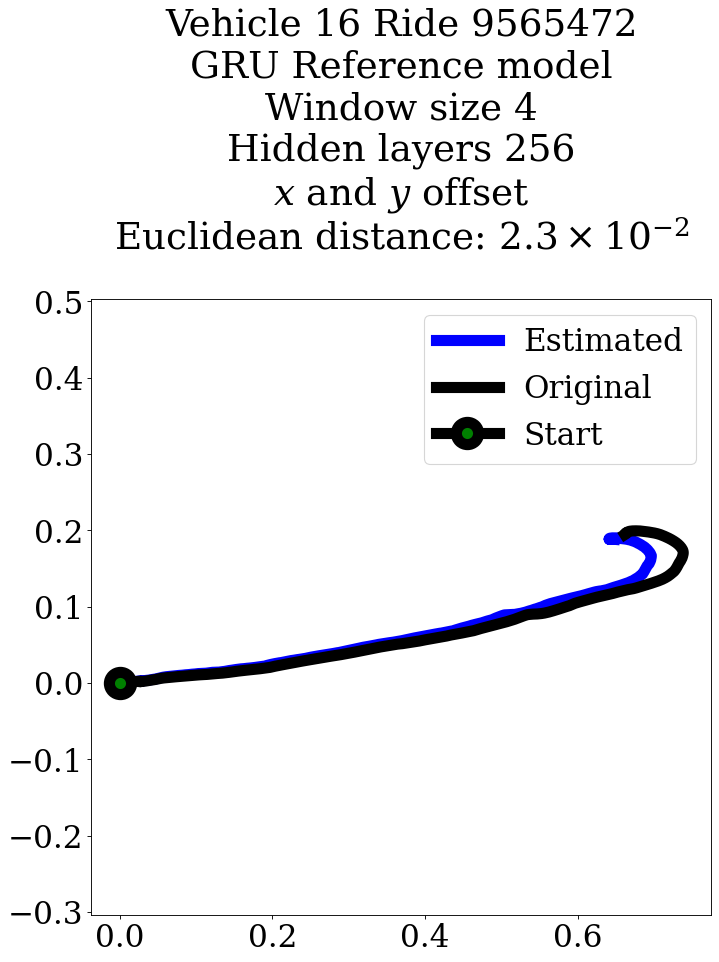 Vehicle 16 Ride 9565472
GRU Reference model
Window size 4
Hidden layers 256
x and y offset
Euclidean distance: 2.3 × 10⁻²
Estimated
Original
Start
0.5
0.4
0.3
0.2
0.1
0.0
−0.1
−0.2
−0.3
0.0 0.2 0.4 0.6